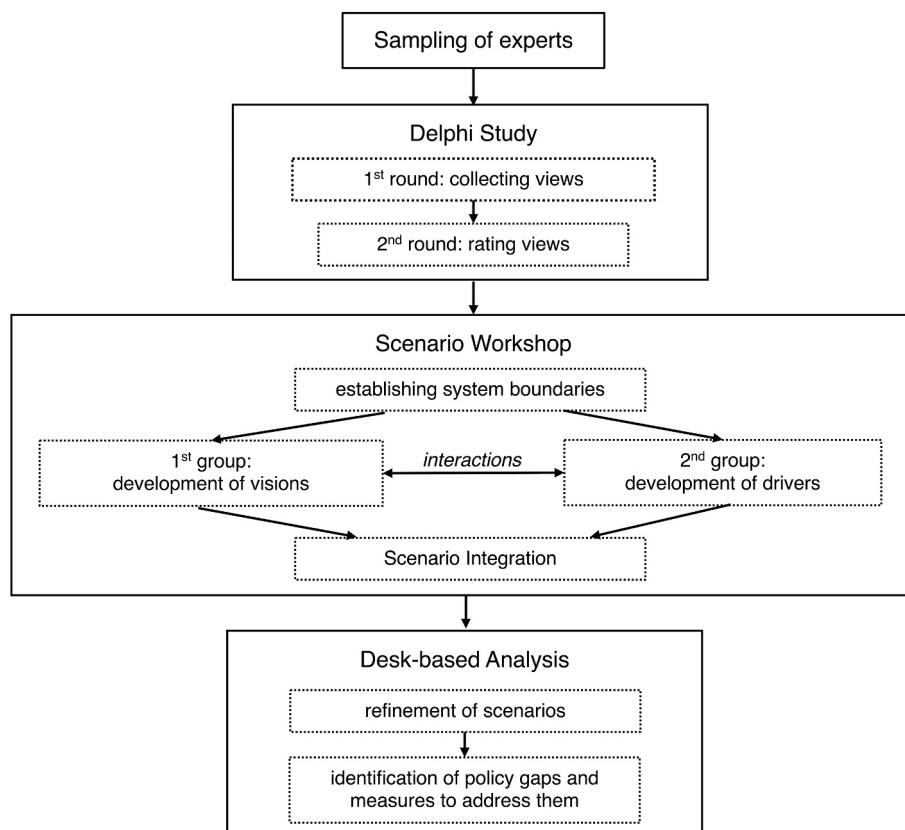 Sampling of experts
Delphi Study
1st round: collecting views
2nd round: rating views
Scenario Workshop
establishing system boundaries
1st group:
development of visions
interactions
2nd group:
development of drivers
Scenario Integration
Desk-based Analysis
refinement of scenarios
identification of policy gaps and
measures to address them